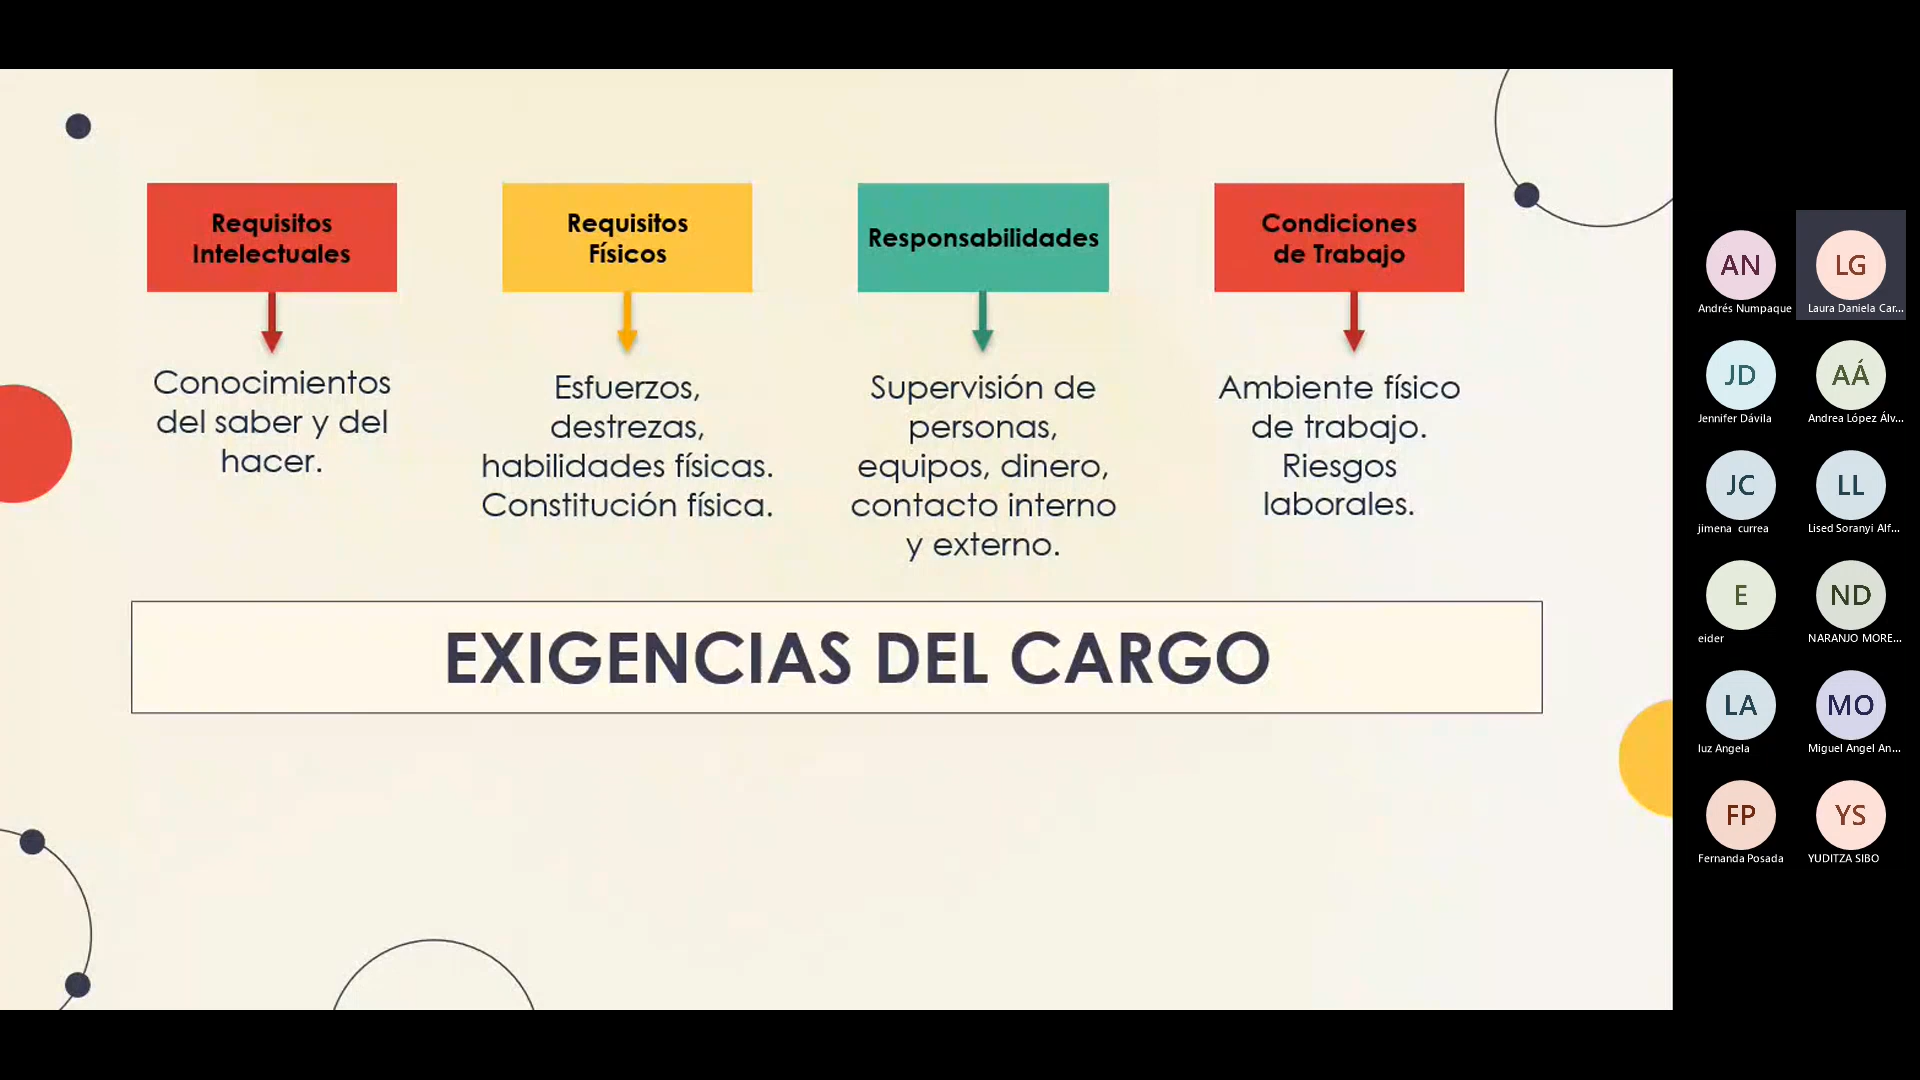 Requisitos
Intelectuales
Conocimientos
del saber y del
hacer.
Requisitos
Físicos
Esfuerzos,
destrezas,
habilidades físicas.
Constitución física.
Responsabilidades
Supervisión de
personas,
equipos, dinero,
contacto interno
y externo.
Condiciones
de Trabajo
Ambiente físico
de trabajo.
Riesgos
laborales.
EXIGENCIAS DEL CARGO
AN
Andrés Numpaque
LG
Laura Daniela Car...
JD
Jennifer Dávila
AÁ
Andrea López Álv...
JC
jimena currea
LL
Lised Soranyi Alf...
E
eider
ND
NARANJO MORE...
LA
luz Angela
MO
Miguel Angel An...
FP
Fernanda Posada
YS
YUDITZA SIBO